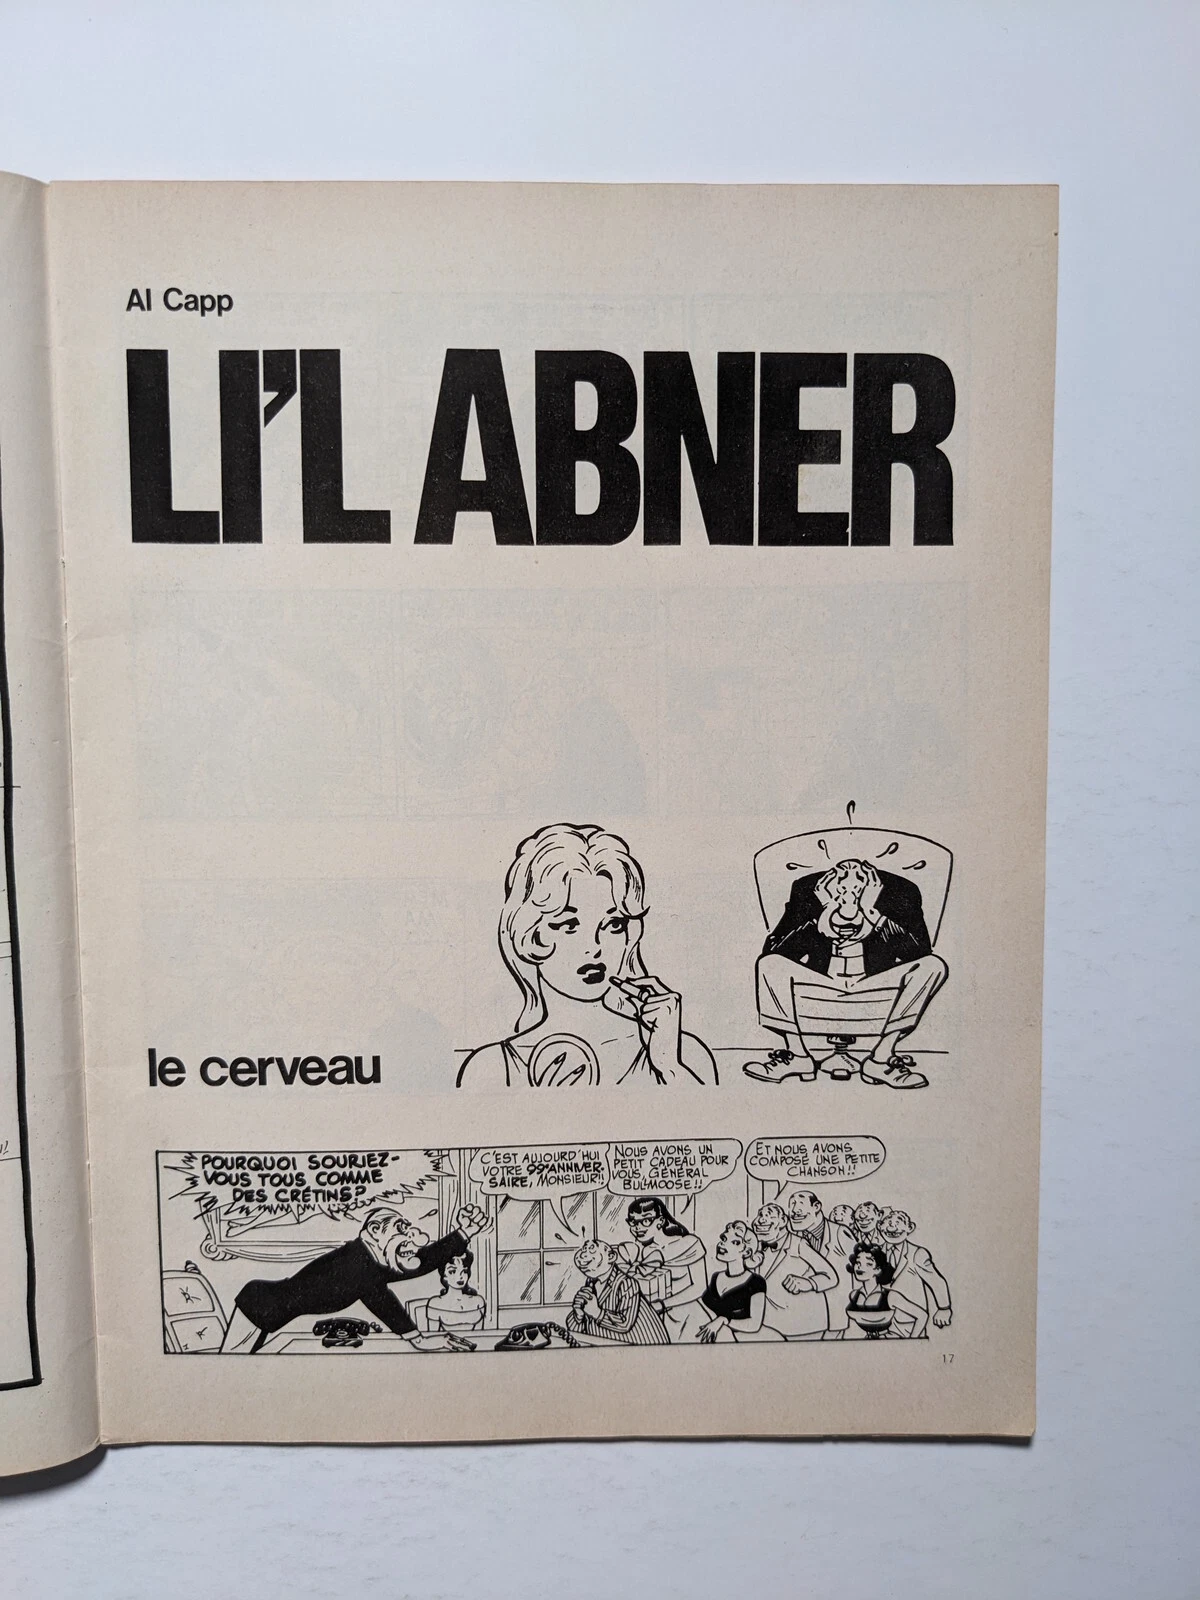 Al Capp
LI'L ABNER
le cerveau
POURQUOI SOURIEZ-
VOUS TOUS COMME
DES CRÉTINS?
C'EST AUJOURD'HUI
VOTRE 99e ANNIVER-
SAIRE, MONSIEUR!!
NOUS AVONS UN
PETIT CADEAU POUR
VOUS, GÉNÉRAL
BULLMOOSE!!
ET NOUS AVONS
COMPOSÉ UNE PETITE
CHANSON!!
17